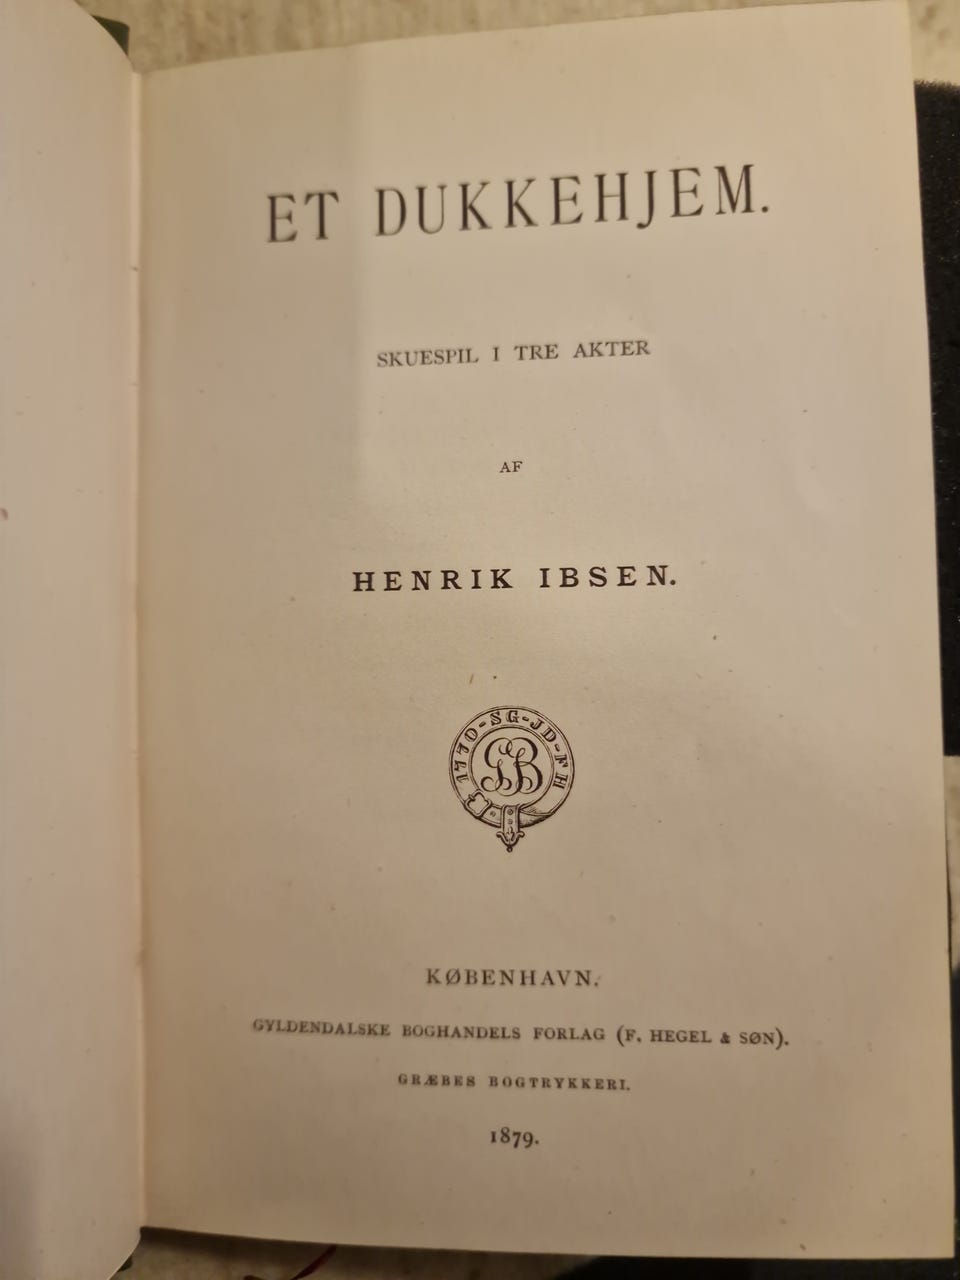 ET DUKKEHJEM.
SKUESPIL I TRE AKTER
AF
HENRIK IBSEN.
1770-SG-JD-FH
GB
KØBENHAVN.
GYLDENDALSKE BOGHANDELS FORLAG (F. HEGEL & SØN).
GRÆBES BOGTRYKKERI.
1879.